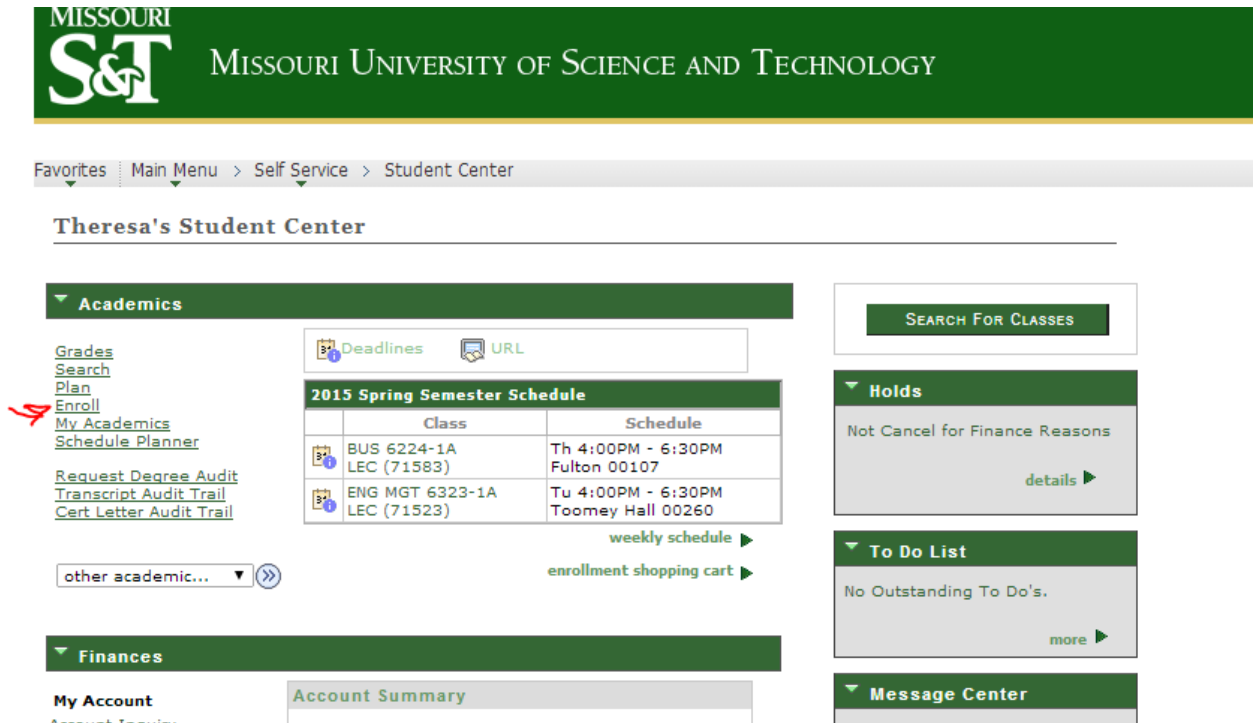 MISSOURI
S&T
MISSOURI UNIVERSITY OF SCIENCE AND TECHNOLOGY
Favorites Main Menu > Self Service > Student Center
Theresa's Student Center
Academics
Grades
Search
Plan
Enroll
My Academics
Schedule Planner
Request Degree Audit
Transcript Audit Trail
Cert Letter Audit Trail
other academic...
Deadlines URL
2015 Spring Semester Schedule
Class Schedule
BUS 6224-1A Th 4:00PM - 6:30PM
LEC (71583) Fulton 00107
ENG MGT 6323-1A Tu 4:00PM - 6:30PM
LEC (71523) Toomey Hall 00260
weekly schedule
enrollment shopping cart
SEARCH FOR CLASSES
Holds
Not Cancel for Finance Reasons
details
To Do List
No Outstanding To Do's.
more
Finances
My Account
Account Inquiry
Account Summary
Message Center